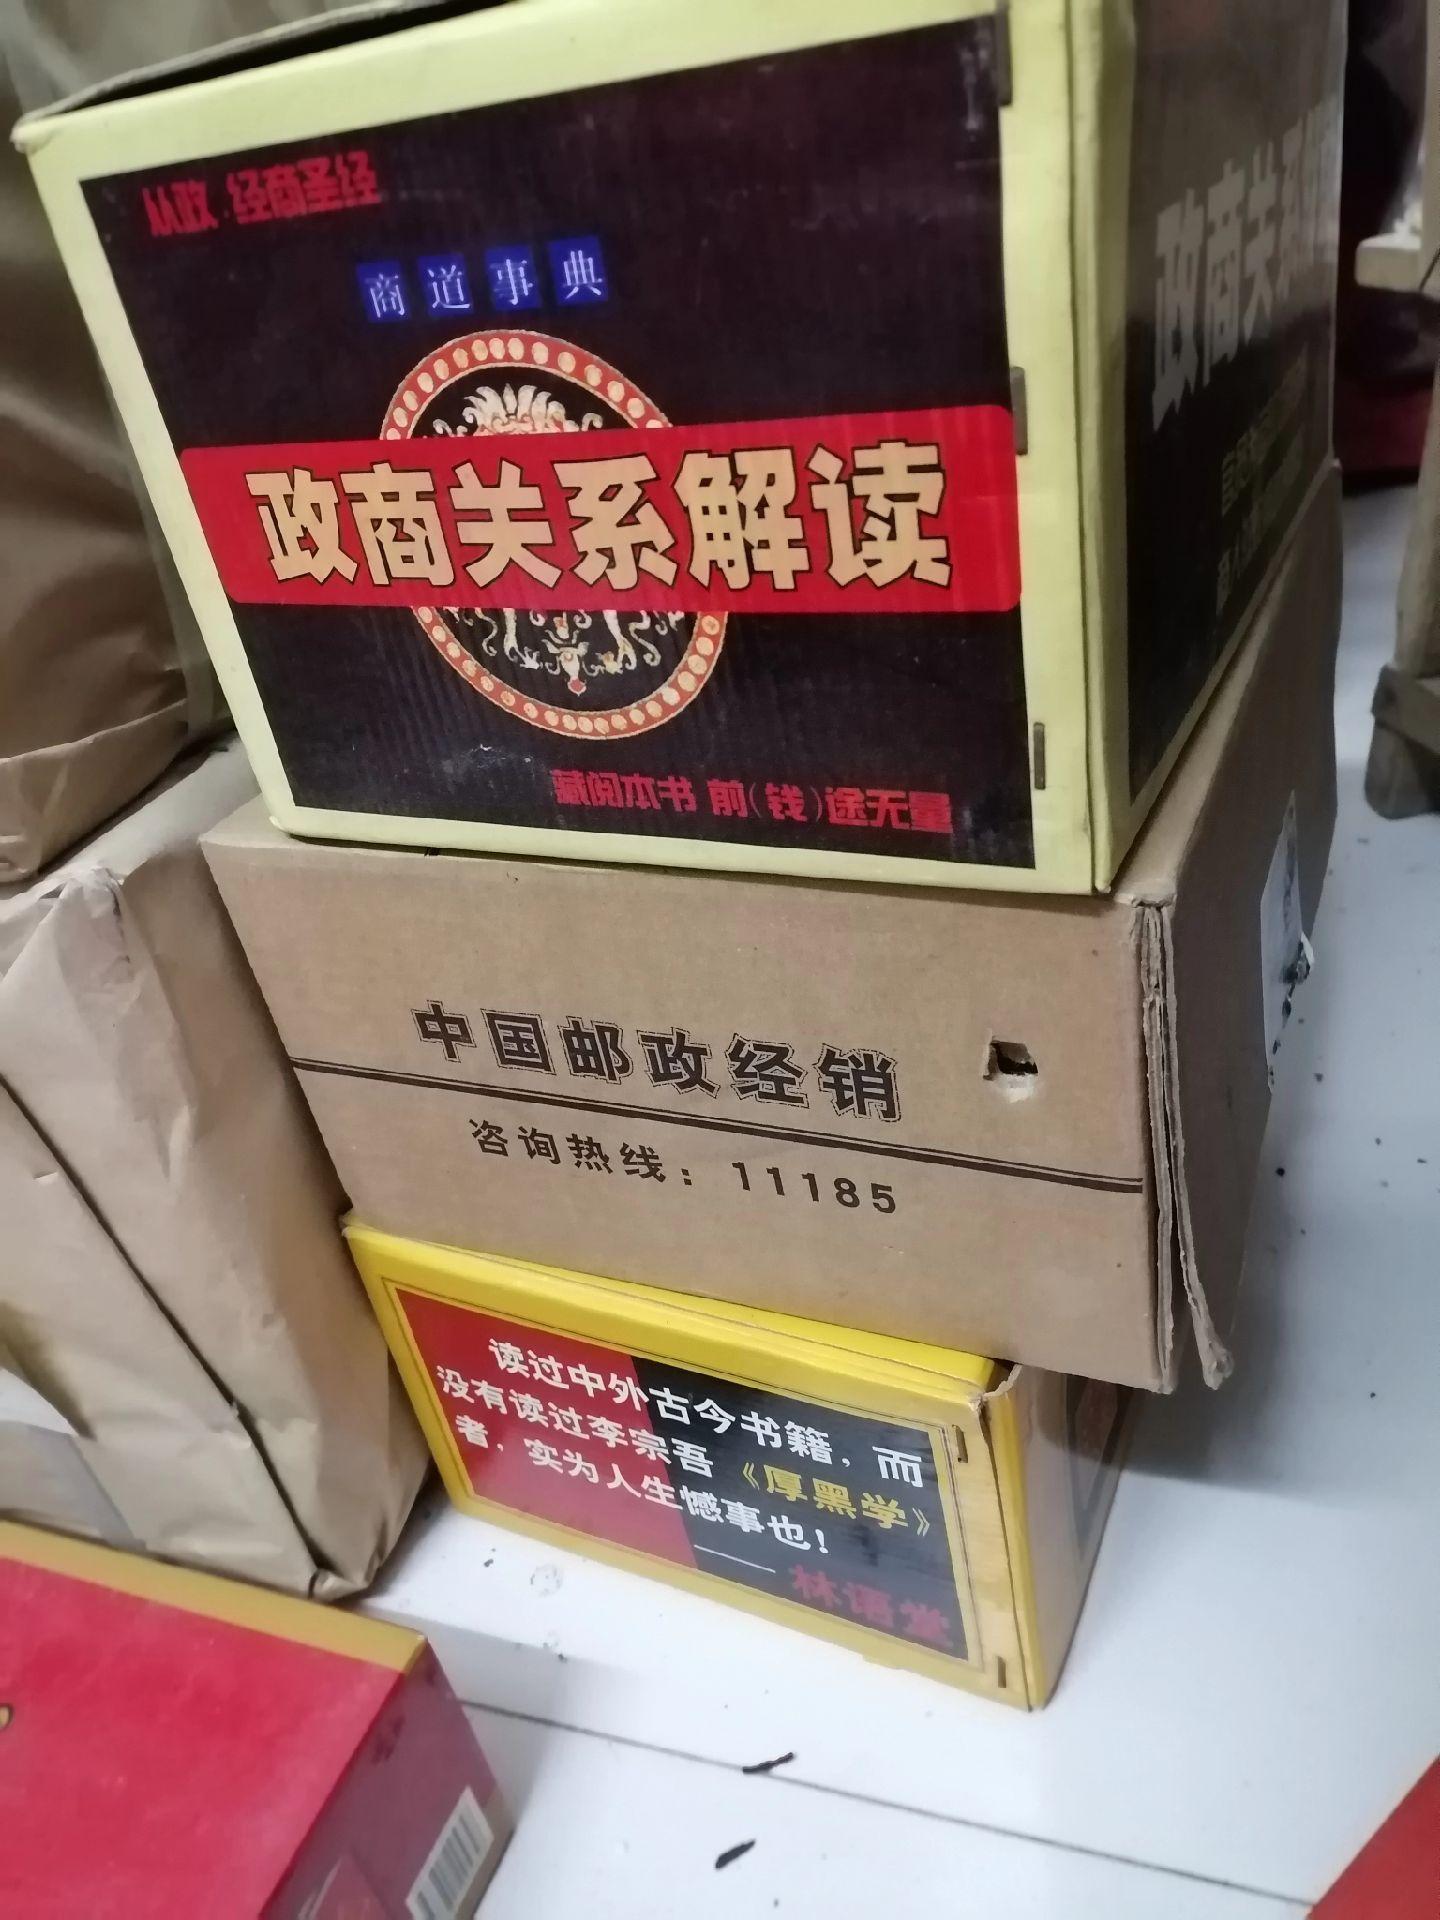 从政·经商圣经
商道事典
政商关系解读
藏阅本书 前(钱)途无量
政商关系
中国邮政经销
咨询热线：11185
读过中外古今书籍，而
没有读过李宗吾《厚黑学》
者，实为人生憾事也！
——林语堂